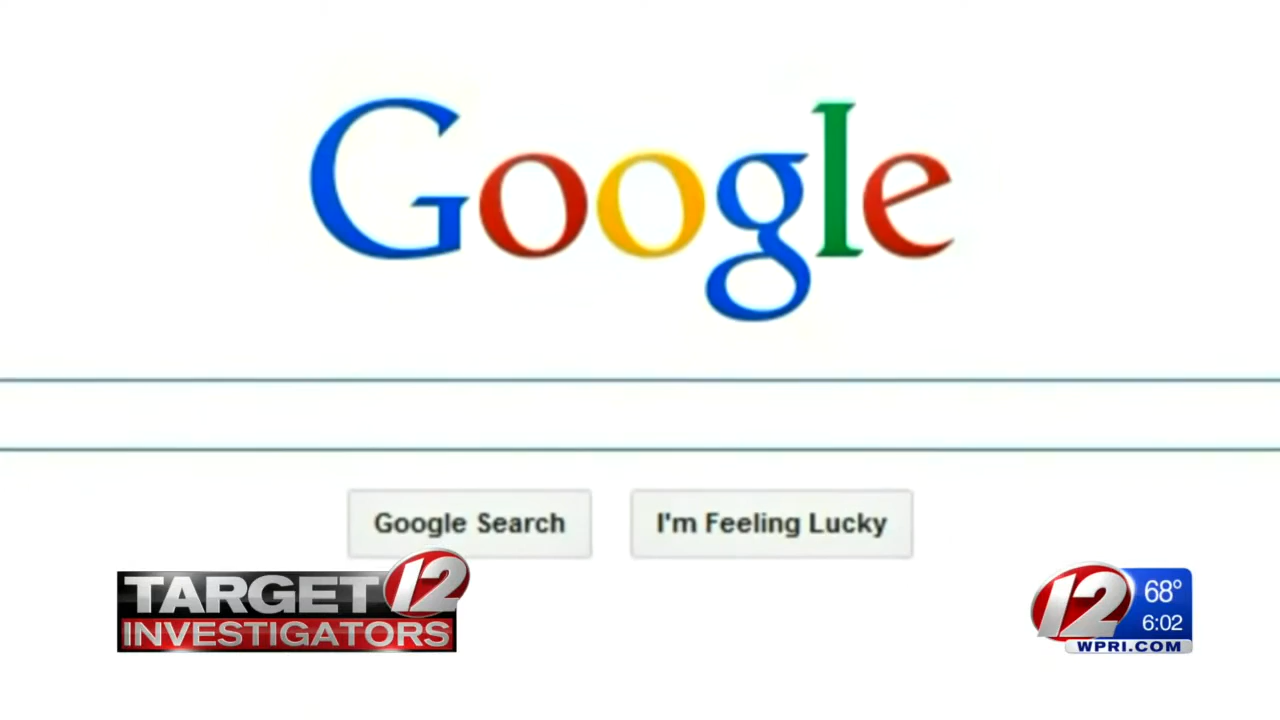 Google
Google Search
I'm Feeling Lucky
TARGET 12
INVESTIGATORS
12
68°
6:02
WPRI.COM